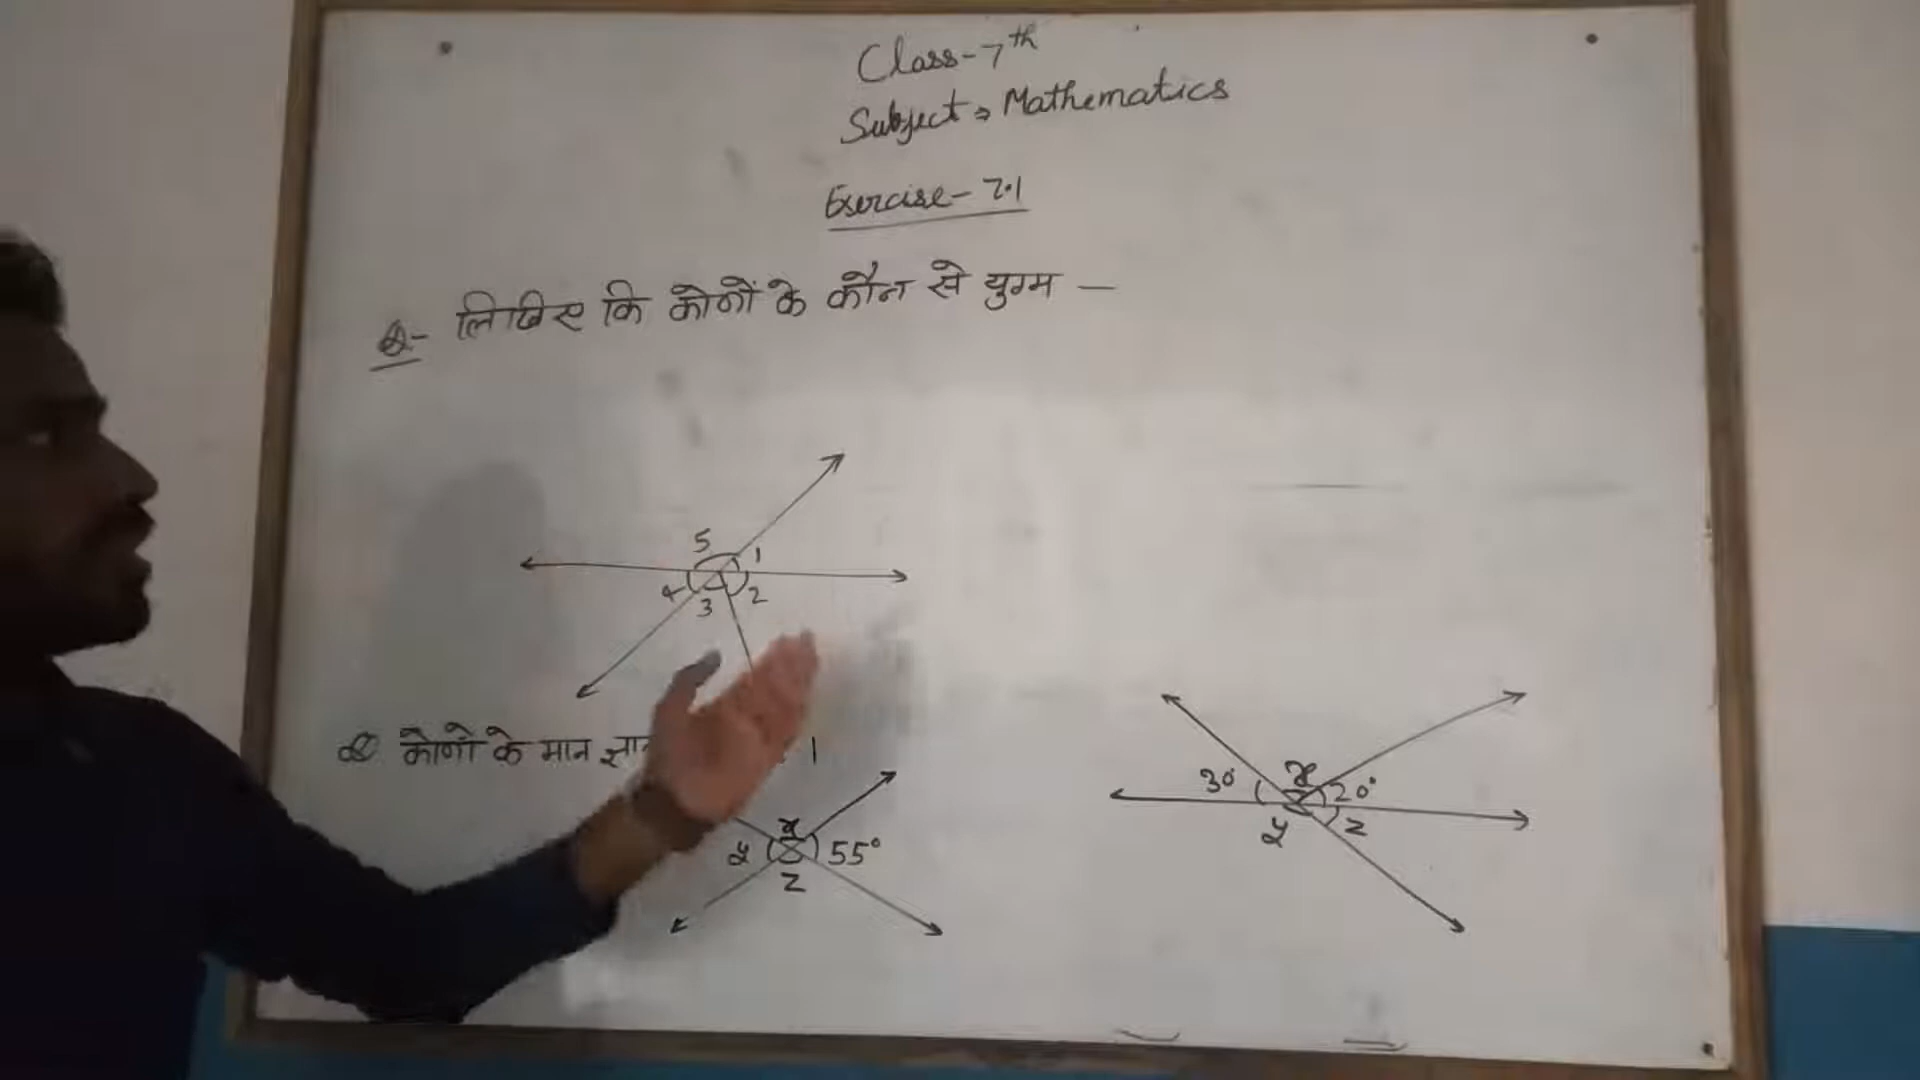 Class-7th
Subject → Mathematics
Exercise- 7.1
Q- लिखिए कि कोणों के कौन से युग्म —
5
1
4
3
2
Q. कोणों के मान
x
y
55°
z
30°
x
20°
y
z